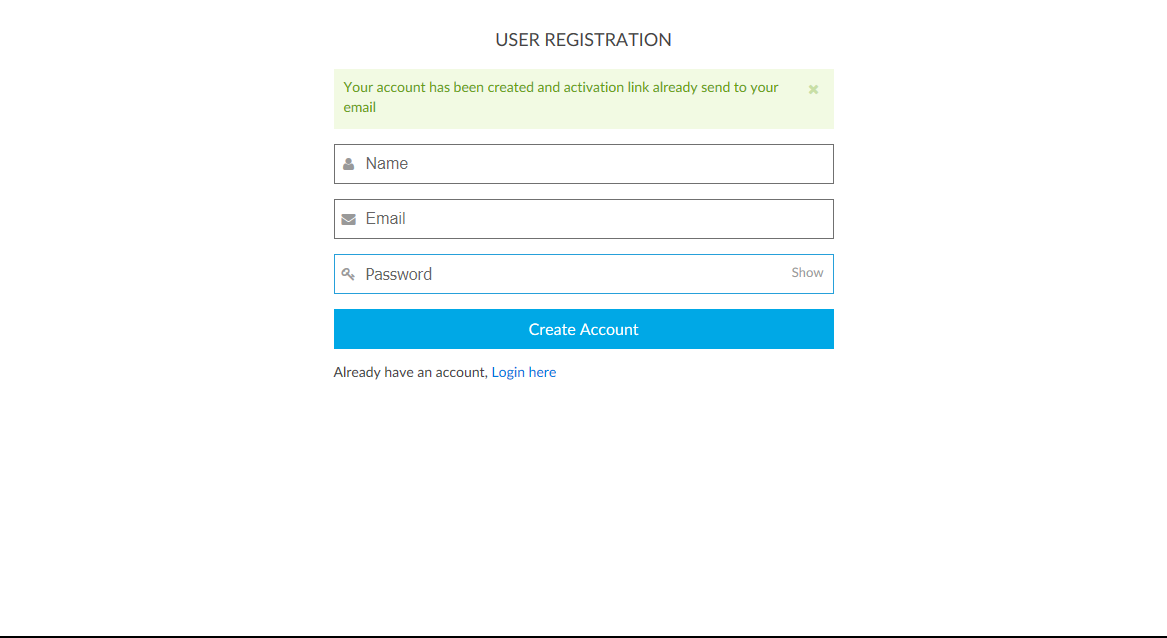 USER REGISTRATION
Your account has been created and activation link already send to your
email
Name
Email
Password Show
Create Account
Already have an account, Login here